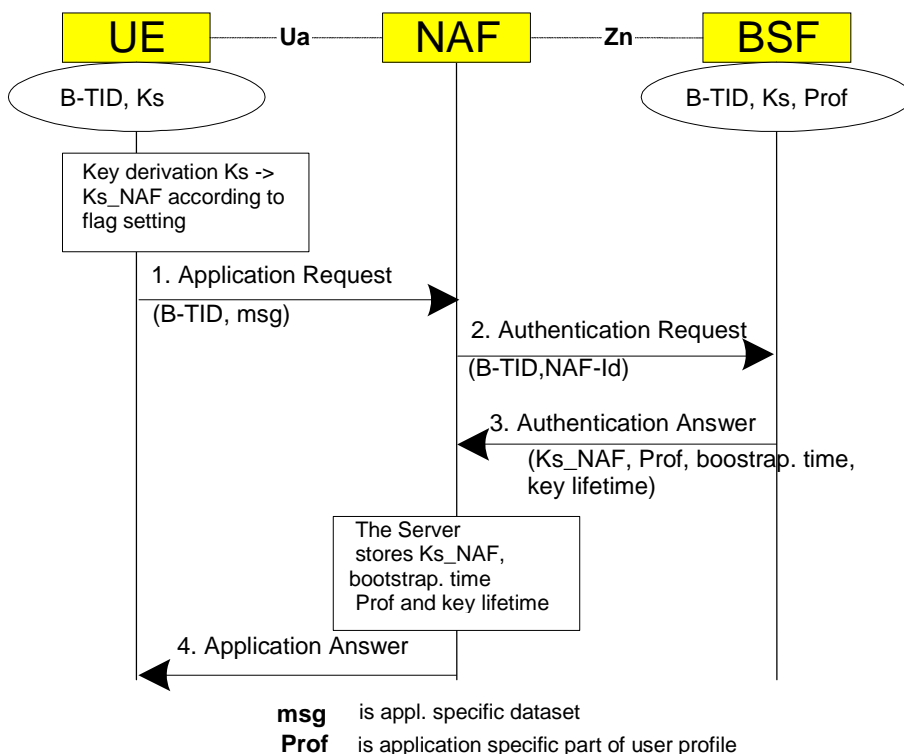 UE Ua NAF Zn BSF
B-TID, Ks
B-TID, Ks, Prof
Key derivation Ks ->
Ks_NAF according to
flag setting
1. Application Request
(B-TID, msg)
2. Authentication Request
(B-TID,NAF-Id)
3. Authentication Answer
(Ks_NAF, Prof, boostrap. time,
key lifetime)
The Server
stores Ks_NAF,
bootstrap. time
Prof and key lifetime
4. Application Answer
msg is appl. specific dataset
Prof is application specific part of user profile